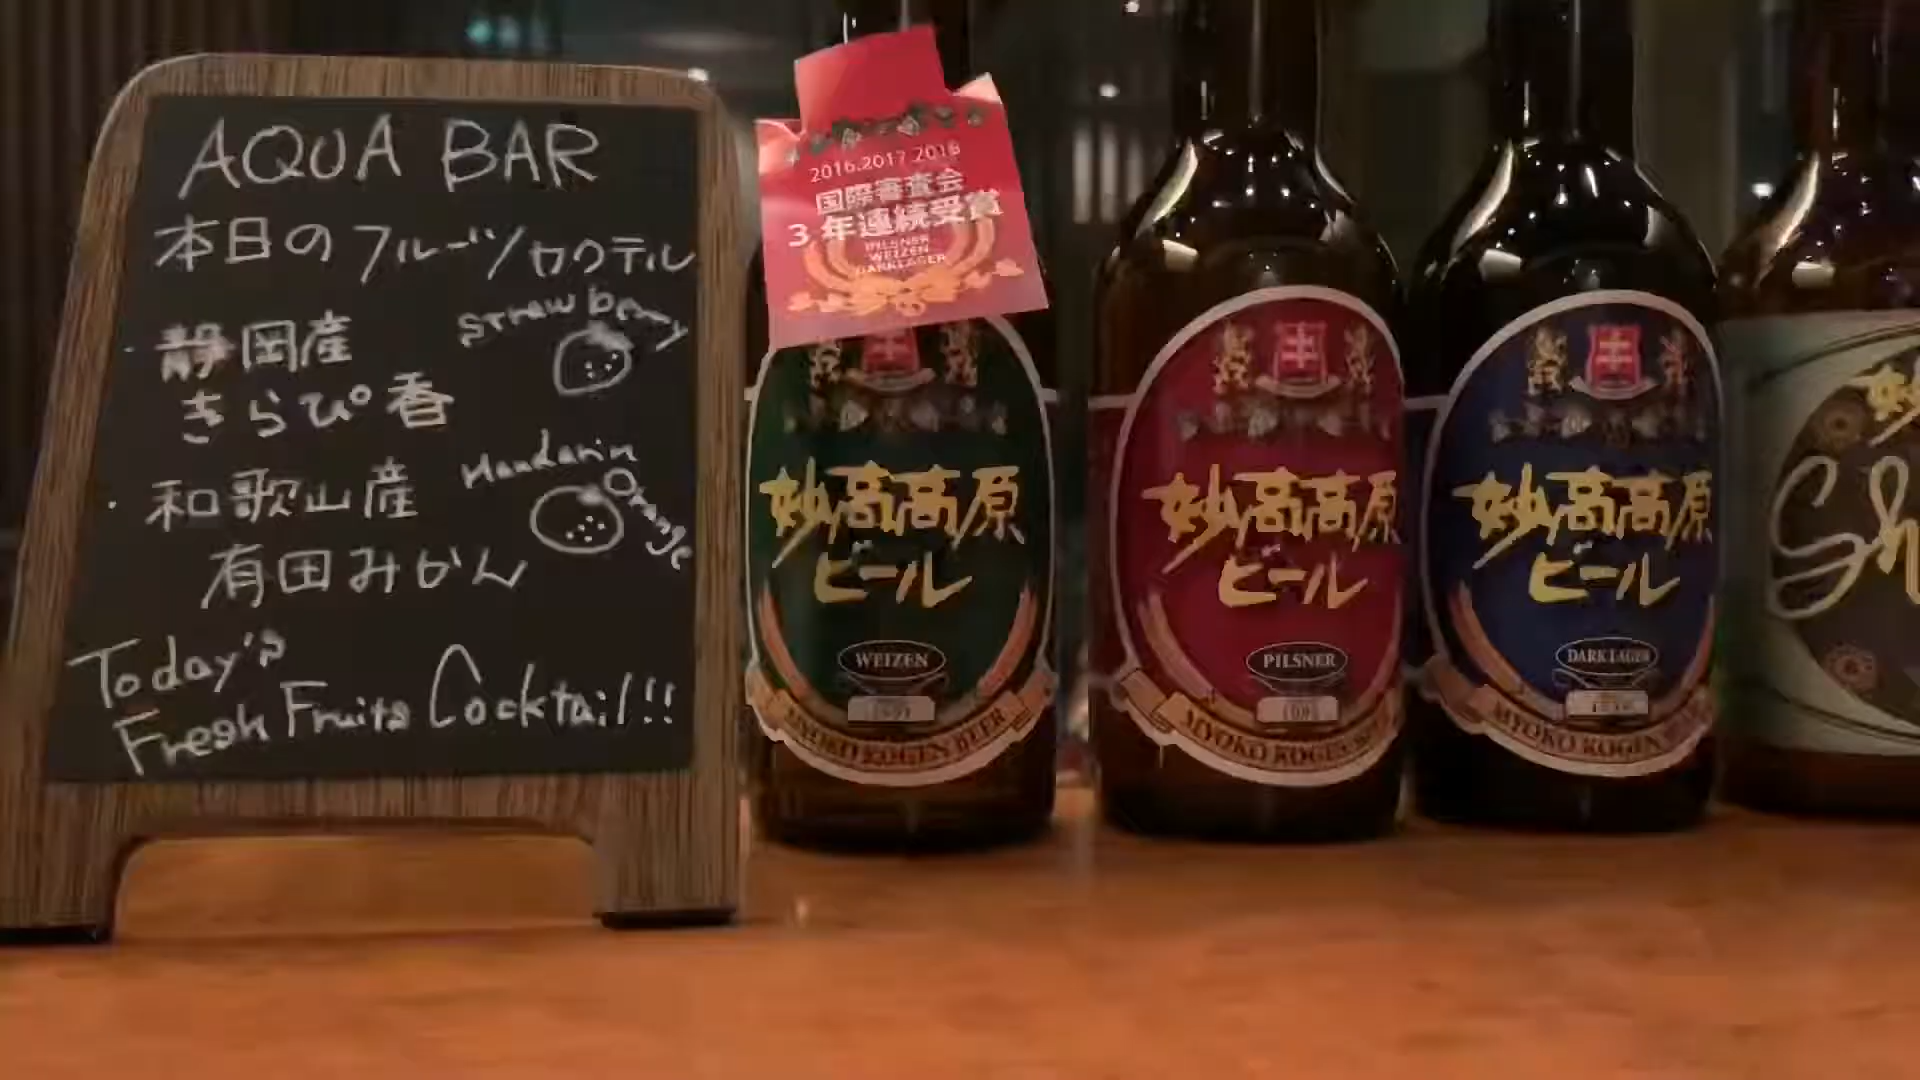 AQUA BAR
本日のフルーツカクテル
・静岡産
きらぴ香
Strawberry
・和歌山産
有田みかん
Mandarin
Orange
Today's
Fresh Fruits Cocktail!!
2016.2017.2018
国際審査会
3年連続受賞
PILSNER
WEIZEN
DARKLAGER
妙高高原
ビール
WEIZEN
MYOKO KOGEN BEER
妙高高原
ビール
PILSNER
MYOKO KOGEN
妙高高原
ビール
DARK LAGER
MYOKO KOGEN
妙
Sh